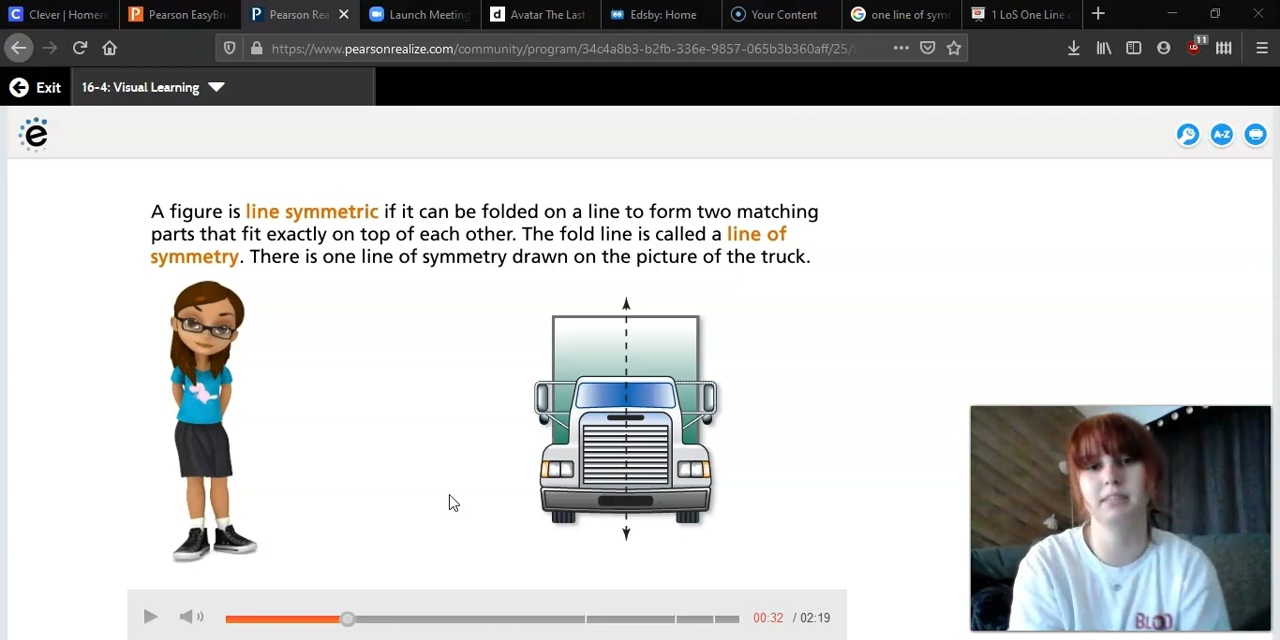 Clever | Homero
Pearson EasyBri
Pearson Rea
Launch Meeting
Avatar The Last
Edsby: Home
Your Content
one line of sym
1 LoS One Line o
https://www.pearsonrealize.com/community/program/34c4a8b3-b2fb-336e-9857-065b3b360aff/25/
11
Exit
16-4: Visual Learning
e
A-Z
A figure is line symmetric if it can be folded on a line to form two matching
parts that fit exactly on top of each other. The fold line is called a line of
symmetry. There is one line of symmetry drawn on the picture of the truck.
00:32 / 02:19